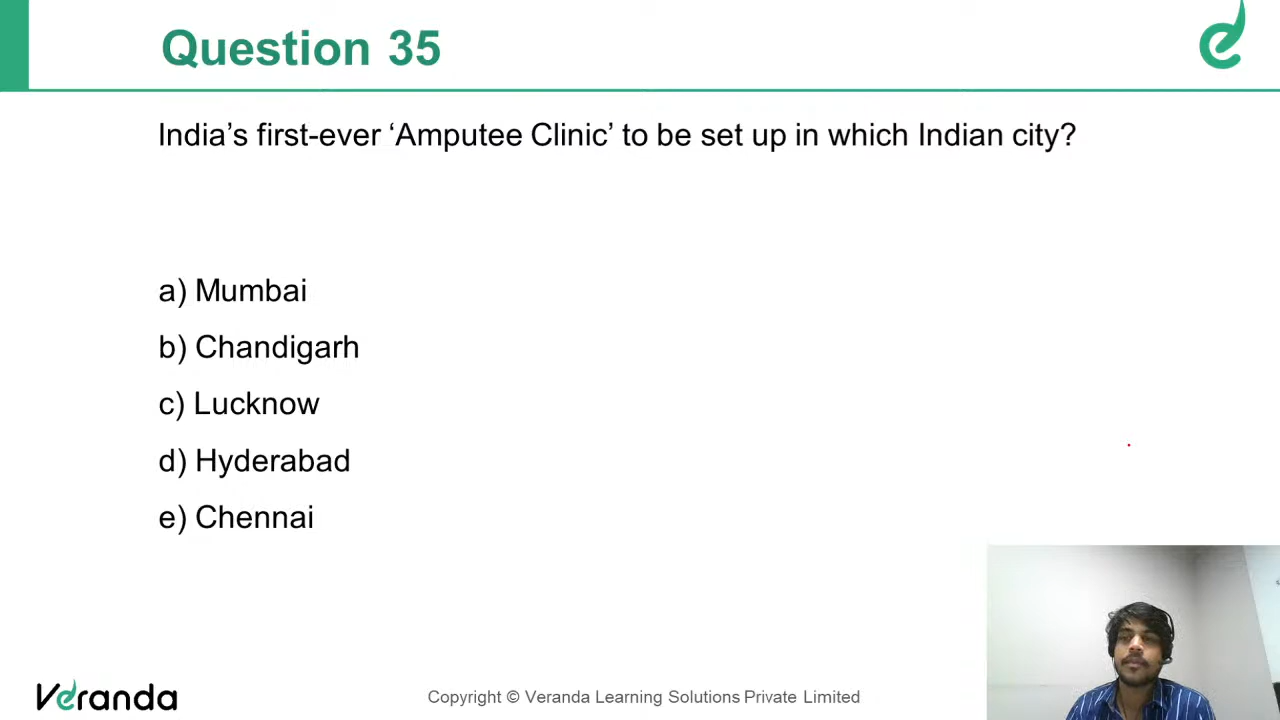 Question 35
India’s first-ever ‘Amputee Clinic’ to be set up in which Indian city?
a) Mumbai
b) Chandigarh
c) Lucknow
d) Hyderabad
e) Chennai
Veranda
Copyright © Veranda Learning Solutions Private Limited